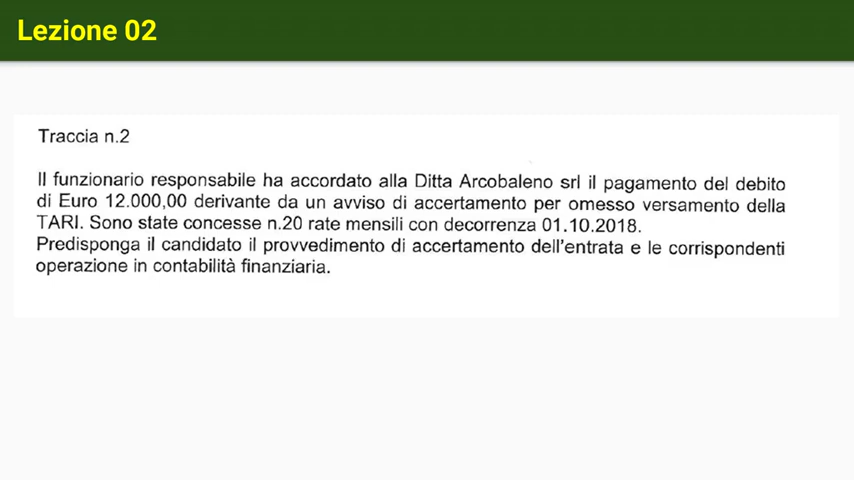 Lezione 02
Traccia n.2
Il funzionario responsabile ha accordato alla Ditta Arcobaleno srl il pagamento del debito
di Euro 12.000,00 derivante da un avviso di accertamento per omesso versamento della
TARI. Sono state concesse n.20 rate mensili con decorrenza 01.10.2018.
Predisponga il candidato il provvedimento di accertamento dell'entrata e le corrispondenti
operazione in contabilità finanziaria.